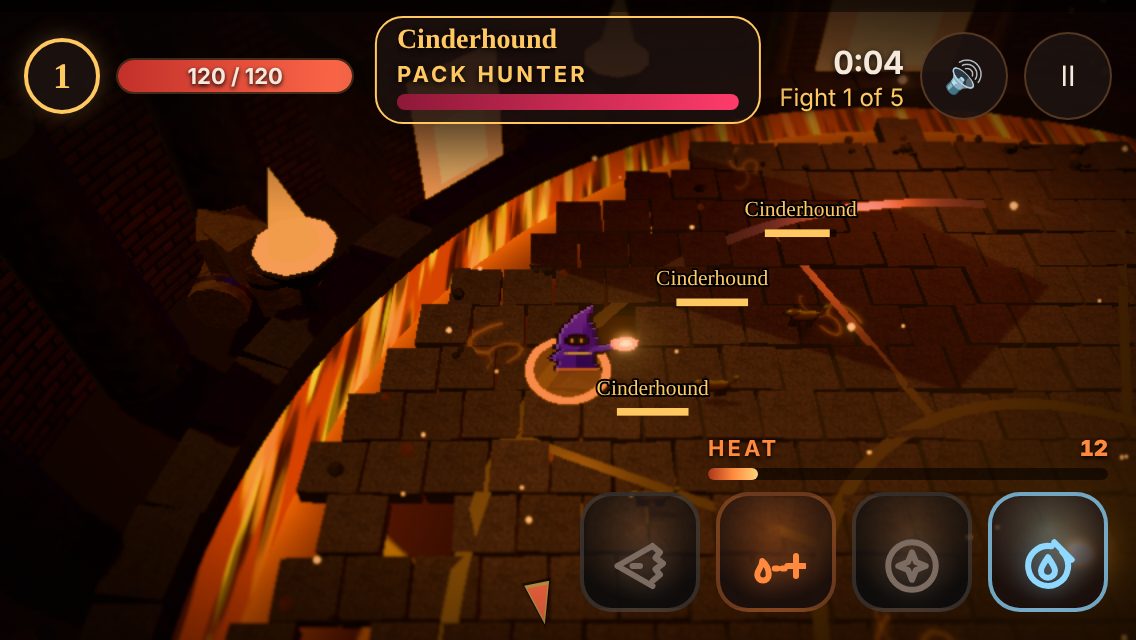 1
120 / 120
Cinderhound
PACK HUNTER
0:04
Fight 1 of 5
Cinderhound
Cinderhound
Cinderhound
HEAT
12